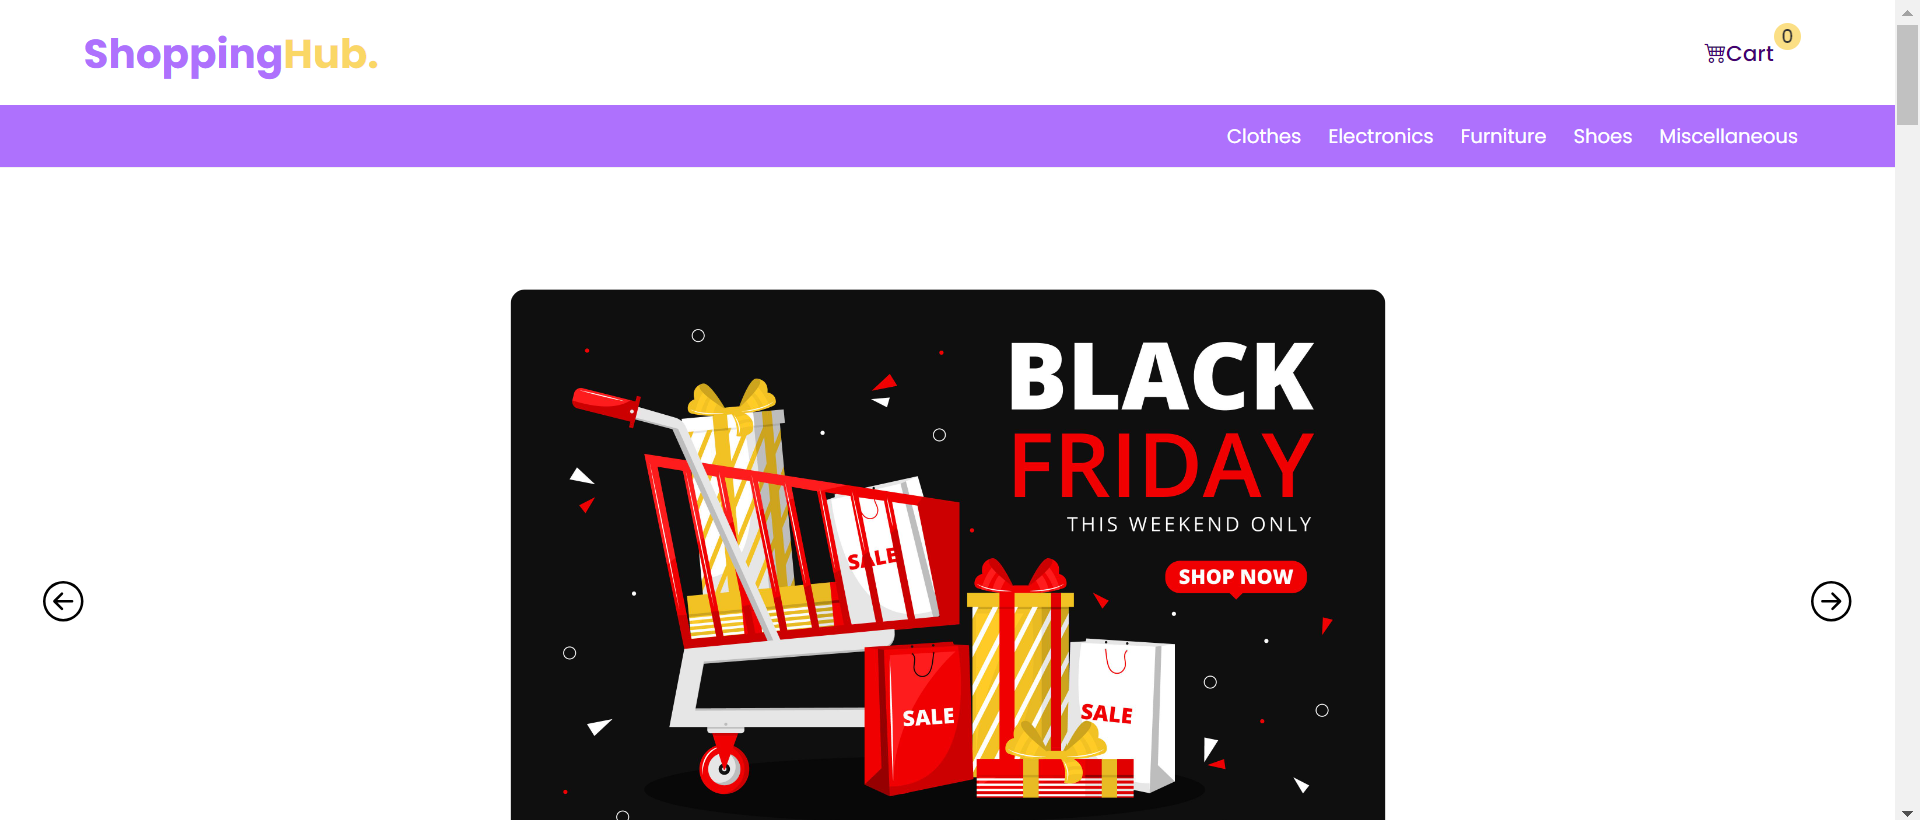 ShoppingHub.
Cart 0
Clothes Electronics Furniture Shoes Miscellaneous
BLACK
FRIDAY
THIS WEEKEND ONLY
SHOP NOW
SALE
SALE
SALE